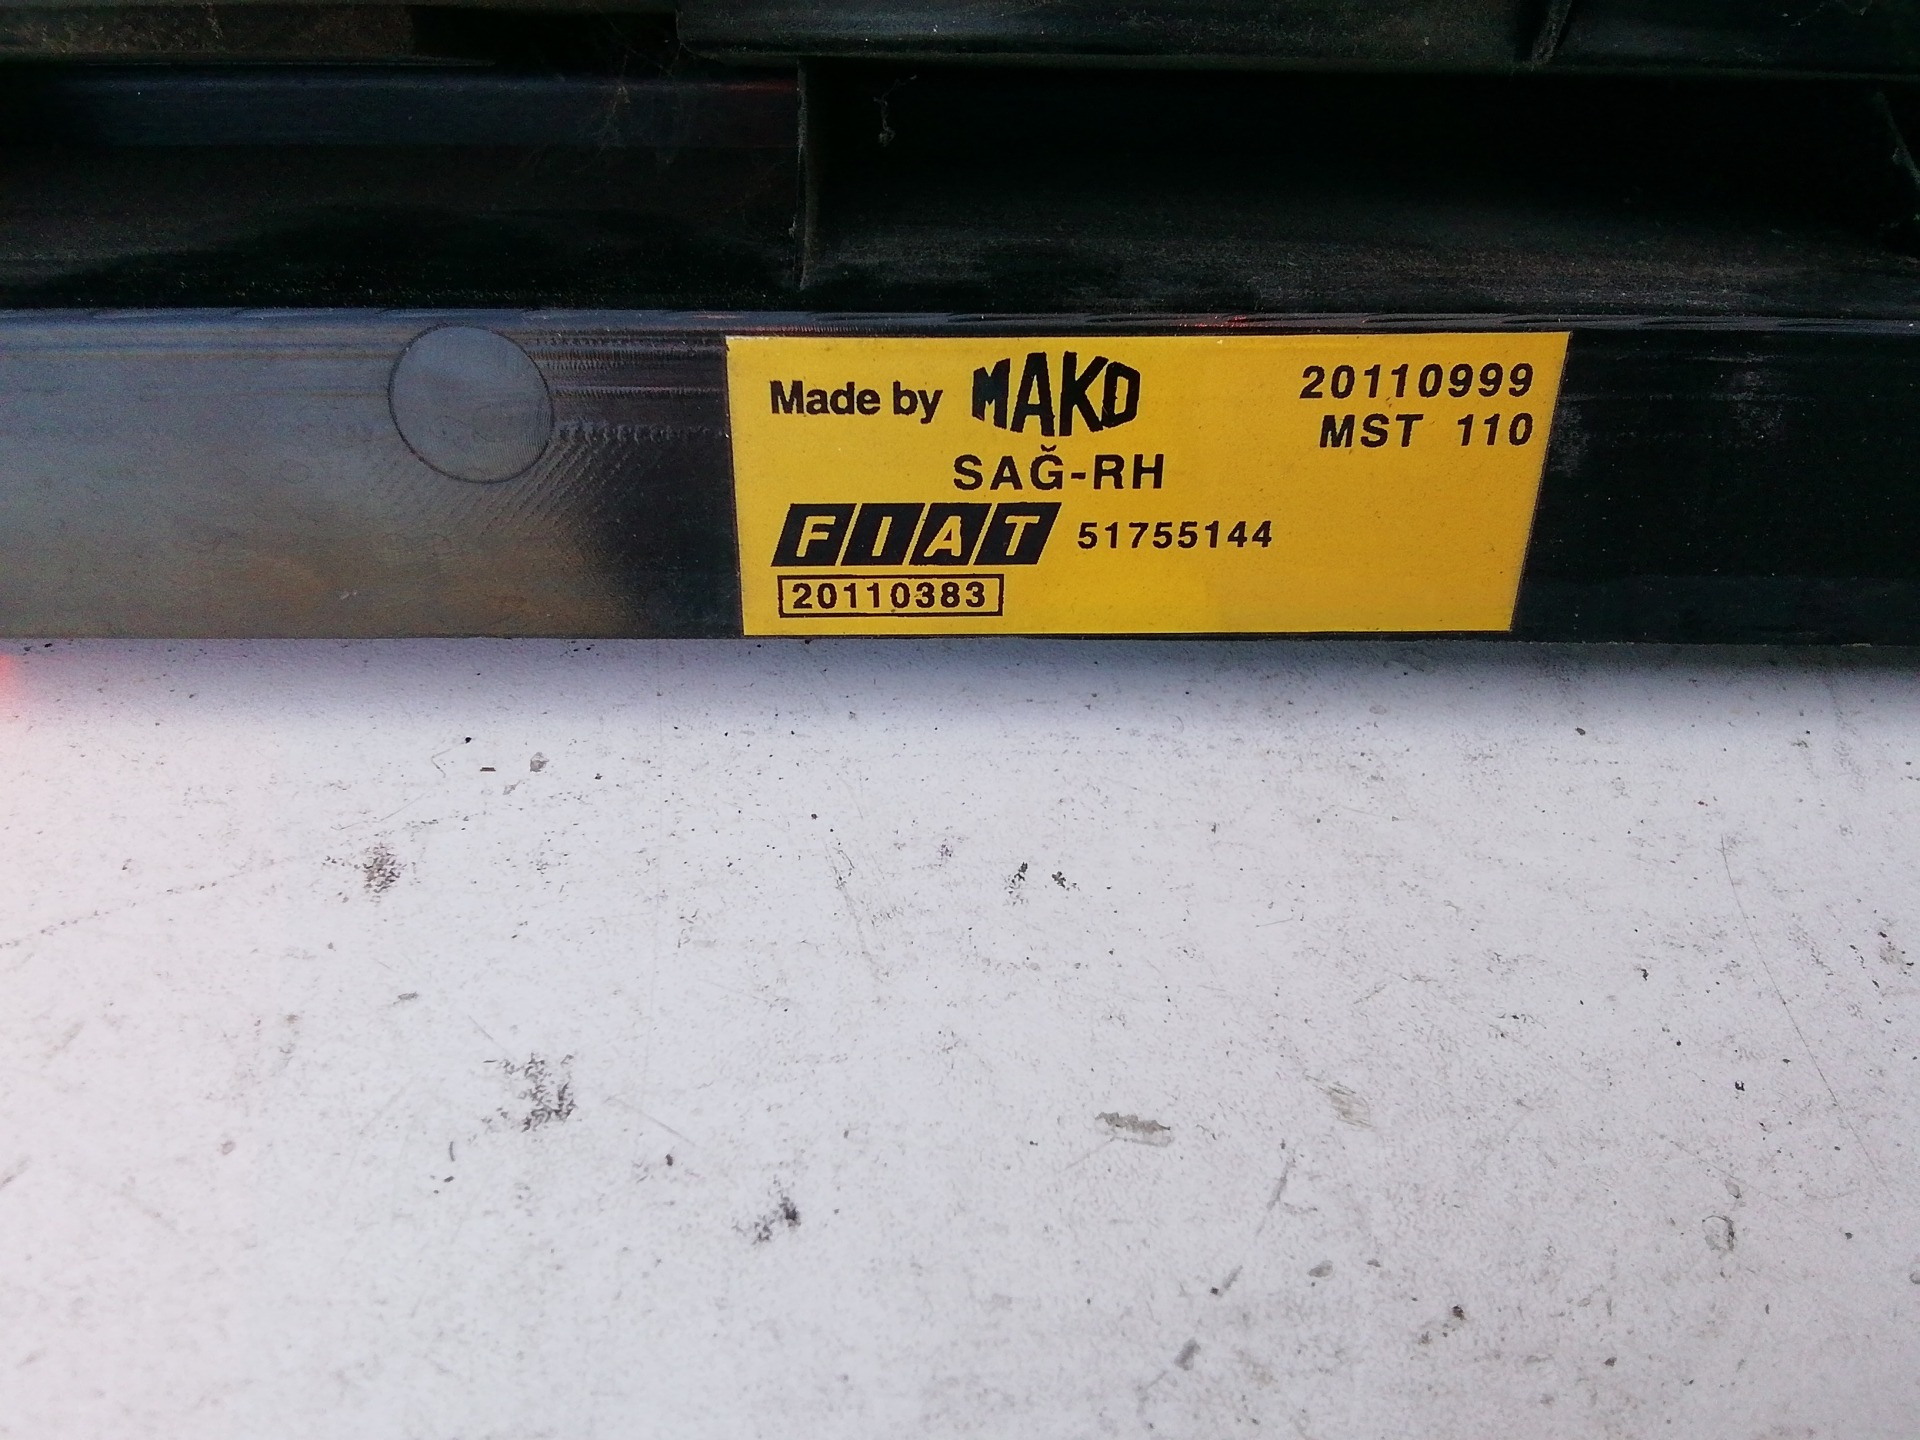 Made by MAKO
20110999
MST 110
SAĞ-RH
FIAT 51755144
20110383